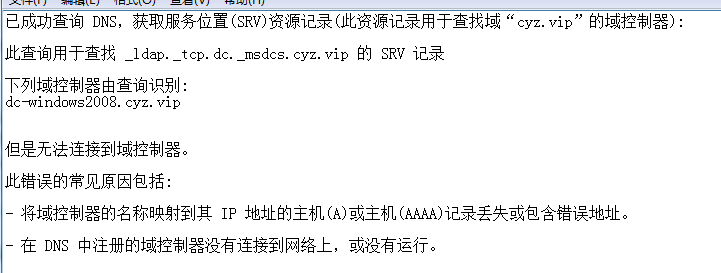 已成功查询 DNS，获取服务位置(SRV)资源记录(此资源记录用于查找域“cyz.vip”的域控制器):
此查询用于查找 _ldap._tcp.dc._msdcs.cyz.vip 的 SRV 记录
下列域控制器由查询识别:
dc-windows2008.cyz.vip
但是无法连接到域控制器。
此错误的常见原因包括:
- 将域控制器的名称映射到其 IP 地址的主机(A)或主机(AAAA)记录丢失或包含错误地址。
- 在 DNS 中注册的域控制器没有连接到网络上，或没有运行。